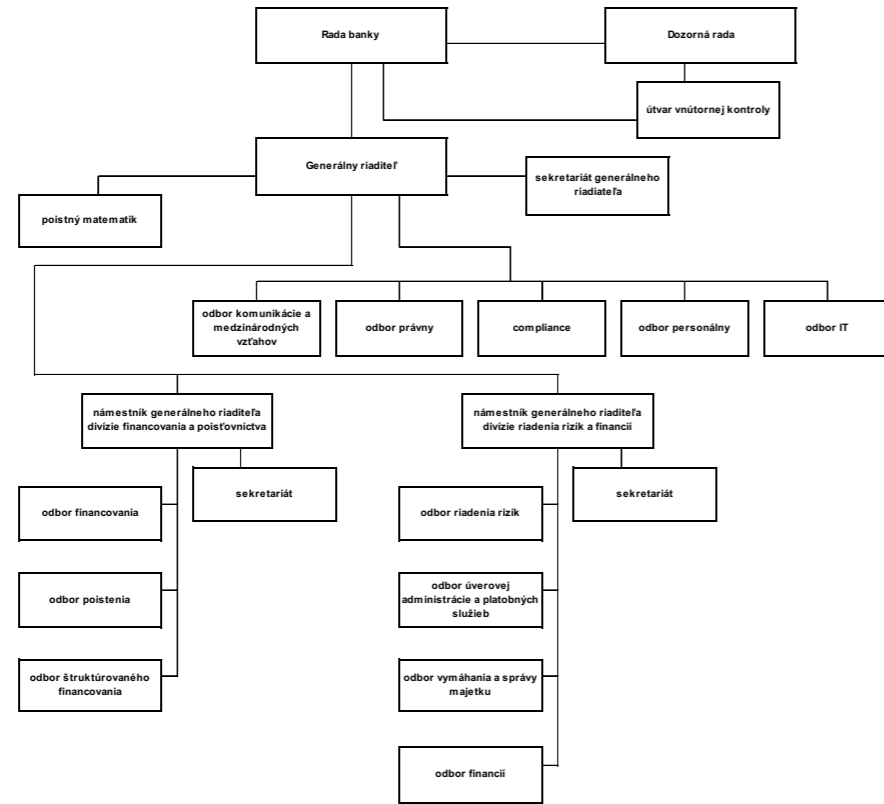 Rada banky
Dozorná rada
útvar vnútornej kontroly
Generálny riaditeľ
sekretariát generálneho
riadiateľa
poistný matematik
odbor komunikácie a
medzinárodných
vzťahov
odbor právny
compliance
odbor personálny
odbor IT
námestník generálneho riaditeľa
divízie financovania a poisťovníctva
námestník generálneho riaditeľa
divízie riadenia rizík a financií
sekretariát
sekretariát
odbor financovania
odbor riadenia rizík
odbor poistenia
odbor úverovej
administrácie a platobných
služieb
odbor štruktúrovaného
financovania
odbor vymáhania a správy
majetku
odbor financií